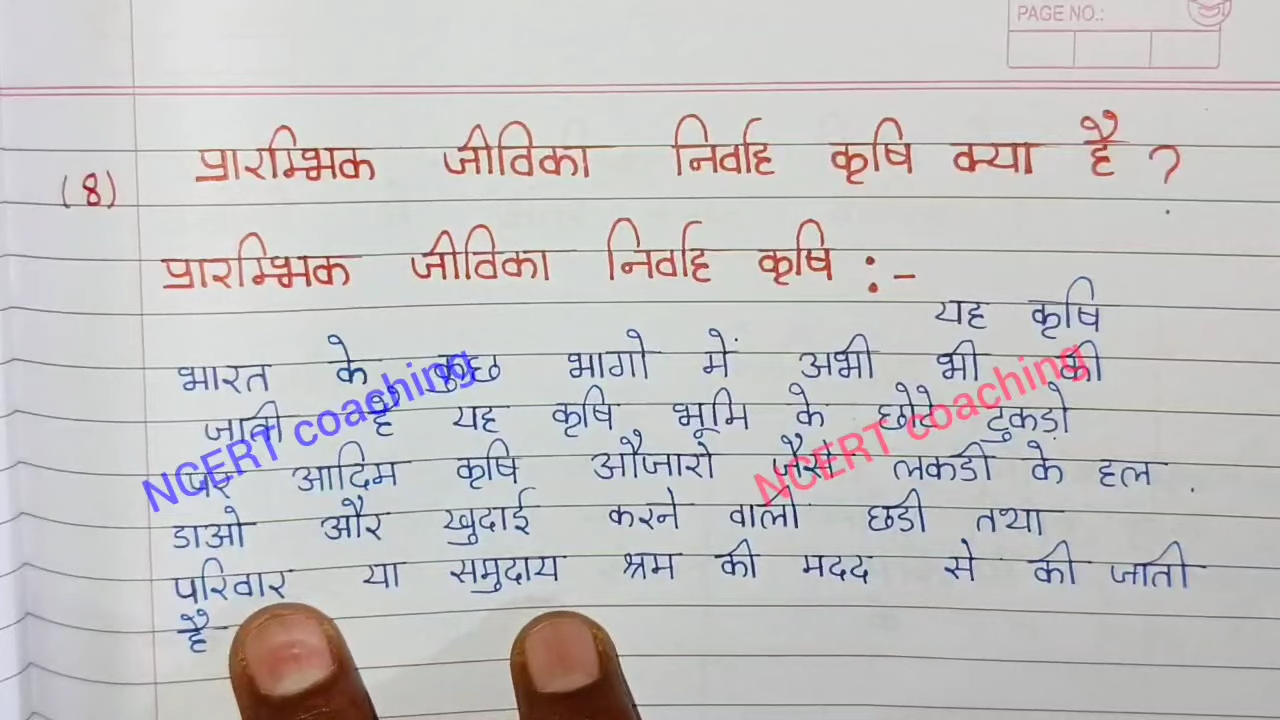 PAGE NO.:
(8) प्रारम्भिक जीविका निर्वाह कृषि क्या है ?
प्रारम्भिक जीविका निर्वाह कृषि :-
यह कृषि
भारत के कुछ भागो में अभी भी की
जाती है यह कृषि भूमि के छोटे टुकड़ो
पर आदिम कृषि औजारो जैसे लकडी के हल .
डाओ और खुदाई करने वाली छडी तथा
परिवार या समुदाय श्रम की मदद से की जाती
है
NCERT coaching
NCERT coaching